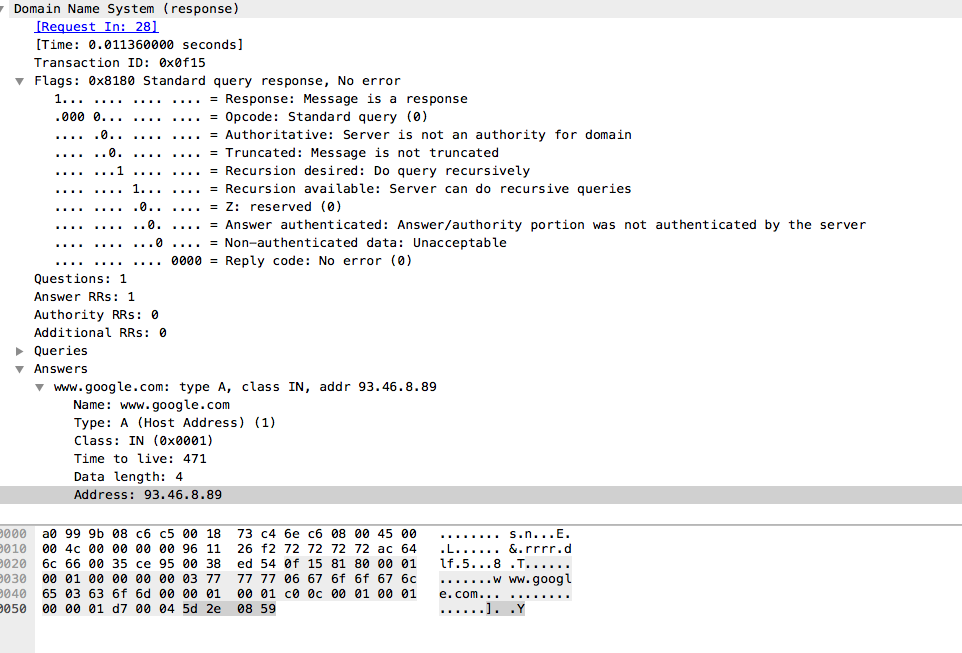 Domain Name System (response)
[Request In: 28]
[Time: 0.011360000 seconds]
Transaction ID: 0x0f15
Flags: 0x8180 Standard query response, No error
1... .... .... .... = Response: Message is a response
.000 0... .... .... = Opcode: Standard query (0)
.... .0.. .... .... = Authoritative: Server is not an authority for domain
.... ..0. .... .... = Truncated: Message is not truncated
.... ...1 .... .... = Recursion desired: Do query recursively
.... .... 1... .... = Recursion available: Server can do recursive queries
.... .... .0.. .... = Z: reserved (0)
.... .... ..0. .... = Answer authenticated: Answer/authority portion was not authenticated by the server
.... .... ...0 .... = Non-authenticated data: Unacceptable
.... .... .... 0000 = Reply code: No error (0)
Questions: 1
Answer RRs: 1
Authority RRs: 0
Additional RRs: 0
Queries
Answers
www.google.com: type A, class IN, addr 93.46.8.89
Name: www.google.com
Type: A (Host Address) (1)
Class: IN (0x0001)
Time to live: 471
Data length: 4
Address: 93.46.8.89
0000 a0 99 9b 08 c6 c5 00 18 73 c4 6e c6 08 00 45 00 ........ s.n...E.
0010 00 4c 00 00 00 00 96 11 26 f2 72 72 72 72 ac 64 .L...... &.rrrr.d
0020 6c 66 00 35 ce 95 00 38 ed 54 0f 15 81 80 00 01 lf.5...8 .T......
0030 00 01 00 00 00 00 03 77 77 77 06 67 6f 6f 67 6c .......w ww.googl
0040 65 03 63 6f 6d 00 00 01 00 01 c0 0c 00 01 00 01 e.com... ........
0050 00 00 01 d7 00 04 5d 2e 08 59 ......]. .Y